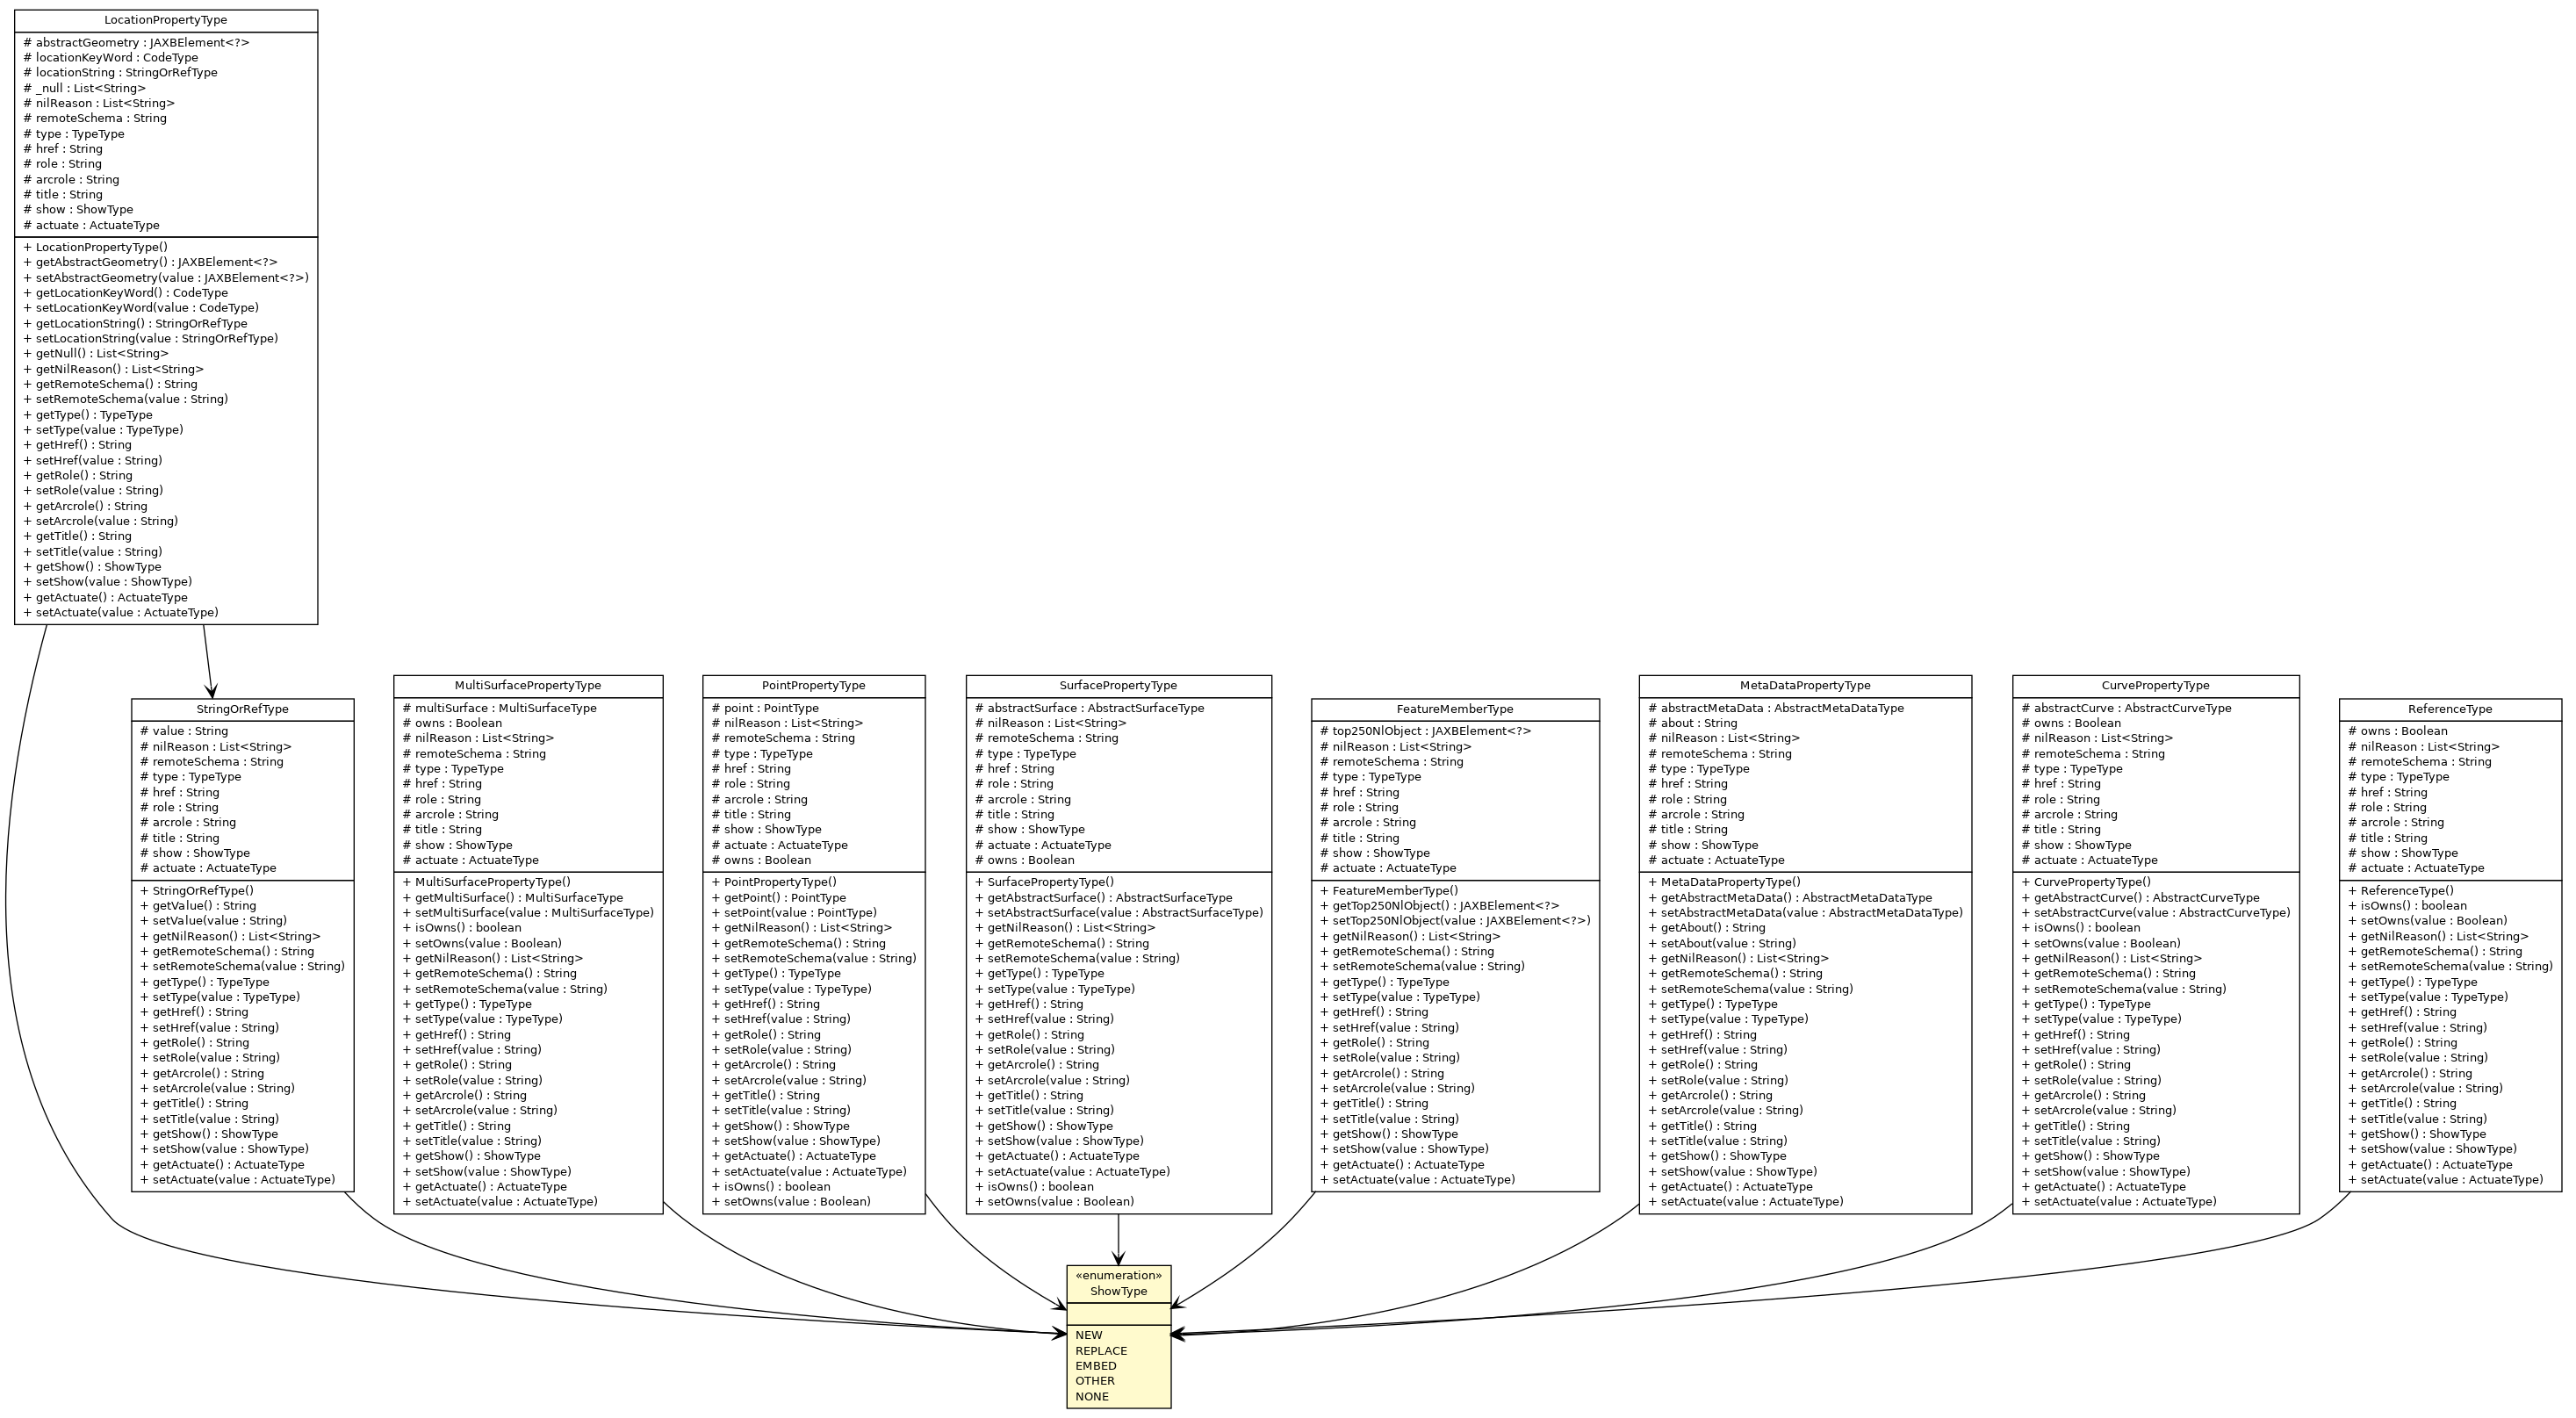 LocationPropertyType
# abstractGeometry : JAXBElement<?>
# locationKeyWord : CodeType
# locationString : StringOrRefType
# _null : List<String>
# nilReason : List<String>
# remoteSchema : String
# type : TypeType
# href : String
# role : String
# arcrole : String
# title : String
# show : ShowType
# actuate : ActuateType
+ LocationPropertyType()
+ getAbstractGeometry() : JAXBElement<?>
+ setAbstractGeometry(value : JAXBElement<?>)
+ getLocationKeyWord() : CodeType
+ setLocationKeyWord(value : CodeType)
+ getLocationString() : StringOrRefType
+ setLocationString(value : StringOrRefType)
+ getNull() : List<String>
+ getNilReason() : List<String>
+ getRemoteSchema() : String
+ setRemoteSchema(value : String)
+ getType() : TypeType
+ setType(value : TypeType)
+ getHref() : String
+ setHref(value : String)
+ getRole() : String
+ setRole(value : String)
+ getArcrole() : String
+ setArcrole(value : String)
+ getTitle() : String
+ setTitle(value : String)
+ getShow() : ShowType
+ setShow(value : ShowType)
+ getActuate() : ActuateType
+ setActuate(value : ActuateType)
StringOrRefType
# value : String
# nilReason : List<String>
# remoteSchema : String
# type : TypeType
# href : String
# role : String
# arcrole : String
# title : String
# show : ShowType
# actuate : ActuateType
+ StringOrRefType()
+ getValue() : String
+ setValue(value : String)
+ getNilReason() : List<String>
+ getRemoteSchema() : String
+ setRemoteSchema(value : String)
+ getType() : TypeType
+ setType(value : TypeType)
+ getHref() : String
+ setHref(value : String)
+ getRole() : String
+ setRole(value : String)
+ getArcrole() : String
+ setArcrole(value : String)
+ getTitle() : String
+ setTitle(value : String)
+ getShow() : ShowType
+ setShow(value : ShowType)
+ getActuate() : ActuateType
+ setActuate(value : ActuateType)
MultiSurfacePropertyType
# multiSurface : MultiSurfaceType
# owns : Boolean
# nilReason : List<String>
# remoteSchema : String
# type : TypeType
# href : String
# role : String
# arcrole : String
# title : String
# show : ShowType
# actuate : ActuateType
+ MultiSurfacePropertyType()
+ getMultiSurface() : MultiSurfaceType
+ setMultiSurface(value : MultiSurfaceType)
+ isOwns() : boolean
+ setOwns(value : Boolean)
+ getNilReason() : List<String>
+ getRemoteSchema() : String
+ setRemoteSchema(value : String)
+ getType() : TypeType
+ setType(value : TypeType)
+ getHref() : String
+ setHref(value : String)
+ getRole() : String
+ setRole(value : String)
+ getArcrole() : String
+ setArcrole(value : String)
+ getTitle() : String
+ setTitle(value : String)
+ getShow() : ShowType
+ setShow(value : ShowType)
+ getActuate() : ActuateType
+ setActuate(value : ActuateType)
PointPropertyType
# point : PointType
# nilReason : List<String>
# remoteSchema : String
# type : TypeType
# href : String
# role : String
# arcrole : String
# title : String
# show : ShowType
# actuate : ActuateType
# owns : Boolean
+ PointPropertyType()
+ getPoint() : PointType
+ setPoint(value : PointType)
+ getNilReason() : List<String>
+ getRemoteSchema() : String
+ setRemoteSchema(value : String)
+ getType() : TypeType
+ setType(value : TypeType)
+ getHref() : String
+ setHref(value : String)
+ getRole() : String
+ setRole(value : String)
+ getArcrole() : String
+ setArcrole(value : String)
+ getTitle() : String
+ setTitle(value : String)
+ getShow() : ShowType
+ setShow(value : ShowType)
+ getActuate() : ActuateType
+ setActuate(value : ActuateType)
+ isOwns() : boolean
+ setOwns(value : Boolean)
SurfacePropertyType
# abstractSurface : AbstractSurfaceType
# nilReason : List<String>
# remoteSchema : String
# type : TypeType
# href : String
# role : String
# arcrole : String
# title : String
# show : ShowType
# actuate : ActuateType
# owns : Boolean
+ SurfacePropertyType()
+ getAbstractSurface() : AbstractSurfaceType
+ setAbstractSurface(value : AbstractSurfaceType)
+ getNilReason() : List<String>
+ getRemoteSchema() : String
+ setRemoteSchema(value : String)
+ getType() : TypeType
+ setType(value : TypeType)
+ getHref() : String
+ setHref(value : String)
+ getRole() : String
+ setRole(value : String)
+ getArcrole() : String
+ setArcrole(value : String)
+ getTitle() : String
+ setTitle(value : String)
+ getShow() : ShowType
+ setShow(value : ShowType)
+ getActuate() : ActuateType
+ setActuate(value : ActuateType)
+ isOwns() : boolean
+ setOwns(value : Boolean)
FeatureMemberType
# top250NlObject : JAXBElement<?>
# nilReason : List<String>
# remoteSchema : String
# type : TypeType
# href : String
# role : String
# arcrole : String
# title : String
# show : ShowType
# actuate : ActuateType
+ FeatureMemberType()
+ getTop250NlObject() : JAXBElement<?>
+ setTop250NlObject(value : JAXBElement<?>)
+ getNilReason() : List<String>
+ getRemoteSchema() : String
+ setRemoteSchema(value : String)
+ getType() : TypeType
+ setType(value : TypeType)
+ getHref() : String
+ setHref(value : String)
+ getRole() : String
+ setRole(value : String)
+ getArcrole() : String
+ setArcrole(value : String)
+ getTitle() : String
+ setTitle(value : String)
+ getShow() : ShowType
+ setShow(value : ShowType)
+ getActuate() : ActuateType
+ setActuate(value : ActuateType)
MetaDataPropertyType
# abstractMetaData : AbstractMetaDataType
# about : String
# nilReason : List<String>
# remoteSchema : String
# type : TypeType
# href : String
# role : String
# arcrole : String
# title : String
# show : ShowType
# actuate : ActuateType
+ MetaDataPropertyType()
+ getAbstractMetaData() : AbstractMetaDataType
+ setAbstractMetaData(value : AbstractMetaDataType)
+ getAbout() : String
+ setAbout(value : String)
+ getNilReason() : List<String>
+ getRemoteSchema() : String
+ setRemoteSchema(value : String)
+ getType() : TypeType
+ setType(value : TypeType)
+ getHref() : String
+ setHref(value : String)
+ getRole() : String
+ setRole(value : String)
+ getArcrole() : String
+ setArcrole(value : String)
+ getTitle() : String
+ setTitle(value : String)
+ getShow() : ShowType
+ setShow(value : ShowType)
+ getActuate() : ActuateType
+ setActuate(value : ActuateType)
CurvePropertyType
# abstractCurve : AbstractCurveType
# owns : Boolean
# nilReason : List<String>
# remoteSchema : String
# type : TypeType
# href : String
# role : String
# arcrole : String
# title : String
# show : ShowType
# actuate : ActuateType
+ CurvePropertyType()
+ getAbstractCurve() : AbstractCurveType
+ setAbstractCurve(value : AbstractCurveType)
+ isOwns() : boolean
+ setOwns(value : Boolean)
+ getNilReason() : List<String>
+ getRemoteSchema() : String
+ setRemoteSchema(value : String)
+ getType() : TypeType
+ setType(value : TypeType)
+ getHref() : String
+ setHref(value : String)
+ getRole() : String
+ setRole(value : String)
+ getArcrole() : String
+ setArcrole(value : String)
+ getTitle() : String
+ setTitle(value : String)
+ getShow() : ShowType
+ setShow(value : ShowType)
+ getActuate() : ActuateType
+ setActuate(value : ActuateType)
ReferenceType
# owns : Boolean
# nilReason : List<String>
# remoteSchema : String
# type : TypeType
# href : String
# role : String
# arcrole : String
# title : String
# show : ShowType
# actuate : ActuateType
+ ReferenceType()
+ isOwns() : boolean
+ setOwns(value : Boolean)
+ getNilReason() : List<String>
+ getRemoteSchema() : String
+ setRemoteSchema(value : String)
+ getType() : TypeType
+ setType(value : TypeType)
+ getHref() : String
+ setHref(value : String)
+ getRole() : String
+ setRole(value : String)
+ getArcrole() : String
+ setArcrole(value : String)
+ getTitle() : String
+ setTitle(value : String)
+ getShow() : ShowType
+ setShow(value : ShowType)
+ getActuate() : ActuateType
+ setActuate(value : ActuateType)
«enumeration»
ShowType
NEW
REPLACE
EMBED
OTHER
NONE